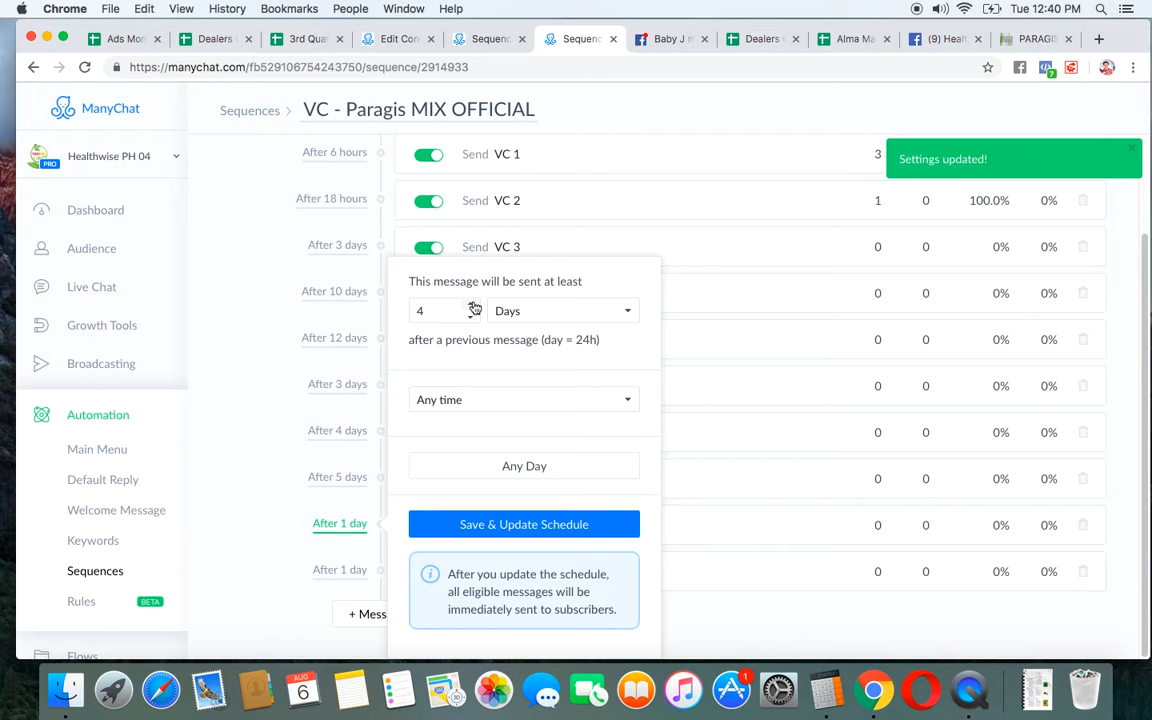 Chrome File Edit View History Bookmarks People Window Help Tue 12:40 PM
Ads Mon Dealers ( 3rd Quar Edit Con Sequenc Sequenc Baby J m Dealers ( Alma Ma (9) Healt PARAGIS
https://manychat.com/fb529106754243750/sequence/2914933 7
ManyChat
Sequences VC - Paragis MIX OFFICIAL
Healthwise PH 04
PRO
After 6 hours Send VC 1 3
Settings updated!
After 18 hours Send VC 2 1 0 100.0% 0%
After 3 days Send VC 3 0 0 0% 0%
After 10 days 0 0 0% 0%
After 12 days 0 0 0% 0%
After 3 days 0 0 0% 0%
After 4 days 0 0 0% 0%
After 5 days 0 0 0% 0%
After 1 day 0 0 0% 0%
After 1 day 0 0 0% 0%
+ Mess
This message will be sent at least
4 Days
after a previous message (day = 24h)
Any time
Any Day
Save & Update Schedule
After you update the schedule,
all eligible messages will be
immediately sent to subscribers.
Dashboard
Audience
Live Chat
Growth Tools
Broadcasting
Automation
Main Menu
Default Reply
Welcome Message
Keywords
Sequences
Rules BETA
Flows
AUG
6
1